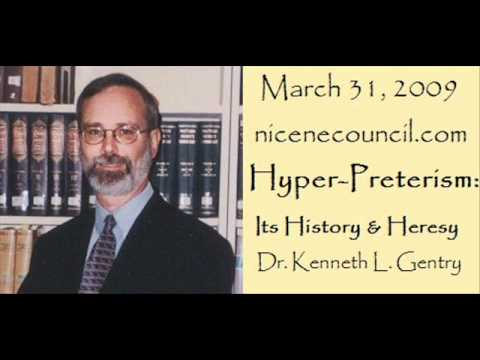 March 31, 2009
nicenecouncil.com
Hyper-Preterism:
Its History & Heresy
Dr. Kenneth L. Gentry